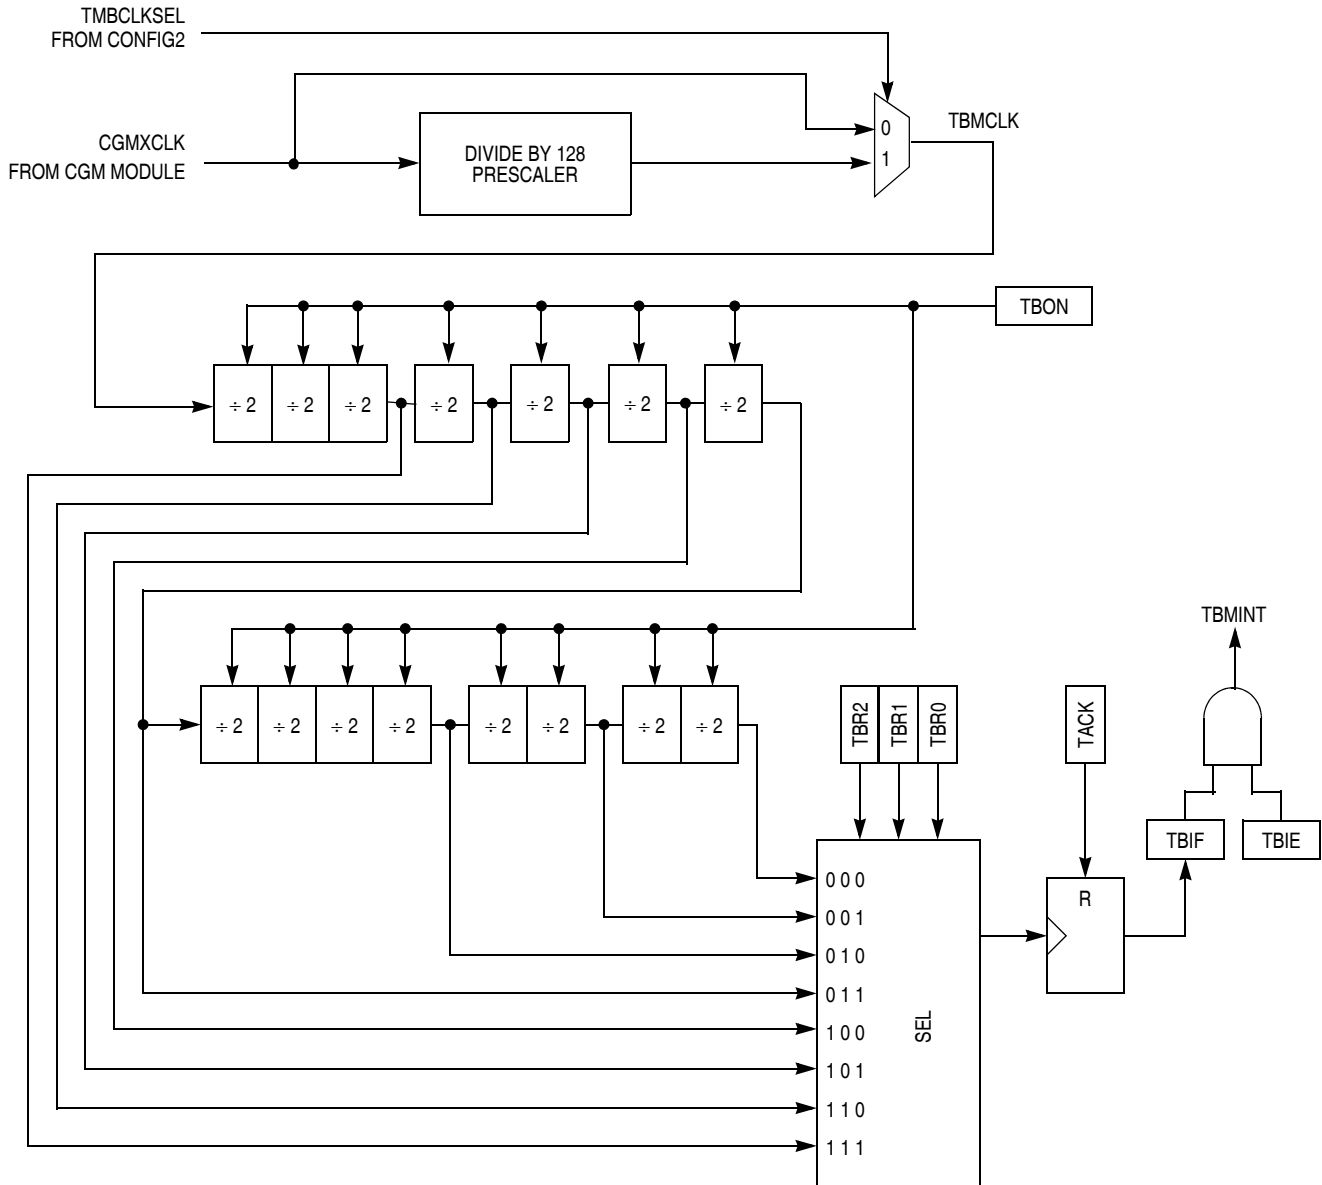 TMBCLKSEL
FROM CONFIG2
TBMCLK
0
1
CGMXCLK
FROM CGM MODULE
DIVIDE BY 128
PRESCALER
TBON
÷ 2 ÷ 2 ÷ 2 ÷ 2 ÷ 2 ÷ 2 ÷ 2
TBMINT
÷ 2 ÷ 2 ÷ 2 ÷ 2 ÷ 2 ÷ 2 ÷ 2 ÷ 2
TBR2
TBR1
TBR0
TACK
TBIF
TBIE
R
0 0 0
0 0 1
0 1 0
0 1 1
1 0 0
1 0 1
1 1 0
1 1 1
SEL